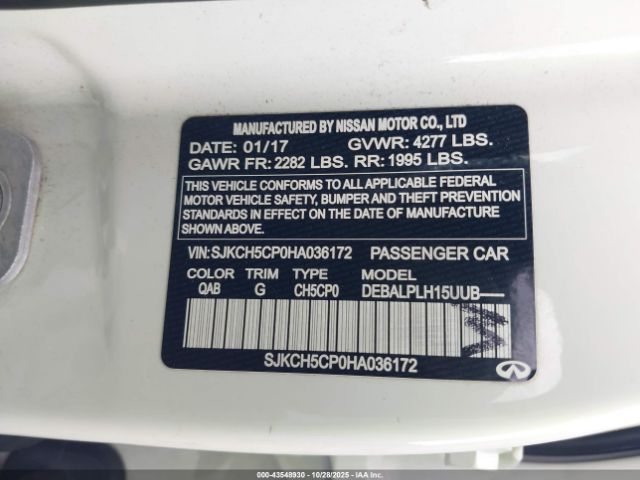 MANUFACTURED BY NISSAN MOTOR CO., LTD
DATE: 01/17 GVWR: 4277 LBS.
GAWR FR: 2282 LBS. RR: 1995 LBS.
THIS VEHICLE CONFORMS TO ALL APPLICABLE FEDERAL
MOTOR VEHICLE SAFETY, BUMPER AND THEFT PREVENTION
STANDARDS IN EFFECT ON THE DATE OF MANUFACTURE
SHOWN ABOVE.
VIN: SJKCH5CP0HA036172 PASSENGER CAR
COLOR TRIM TYPE MODEL
QAB G CH5CP0 DEBALPLH15UUB-----
SJKCH5CP0HA036172
000-43548930 - 10/28/2025 - IAAI.COM